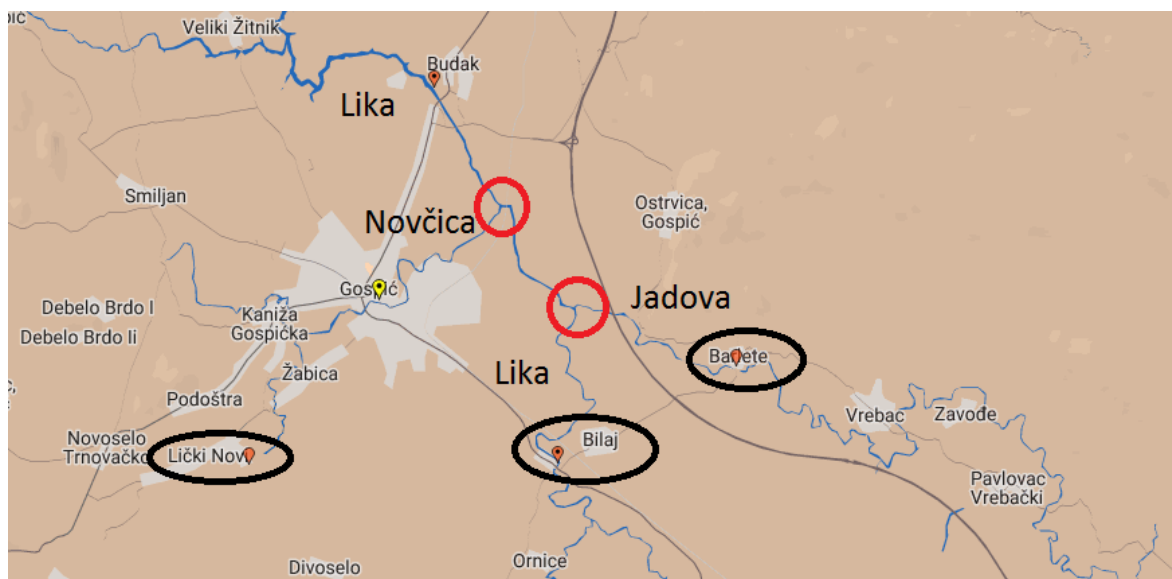 Veliki Žitnik
Budak
Lika
Smiljan
Ostrvica,
Gospić
Novčica
Gospić
Jadova
Debelo Brdo I
Kaniža
Gospićka
Debelo Brdo Ii
Lika
Žabica
Podoštra
Vrebac
Zavođe
Novoselo
Trnovačko
Lički Novi
Bilaj
Pavlovac
Vrebački
Ornice
Divoselo